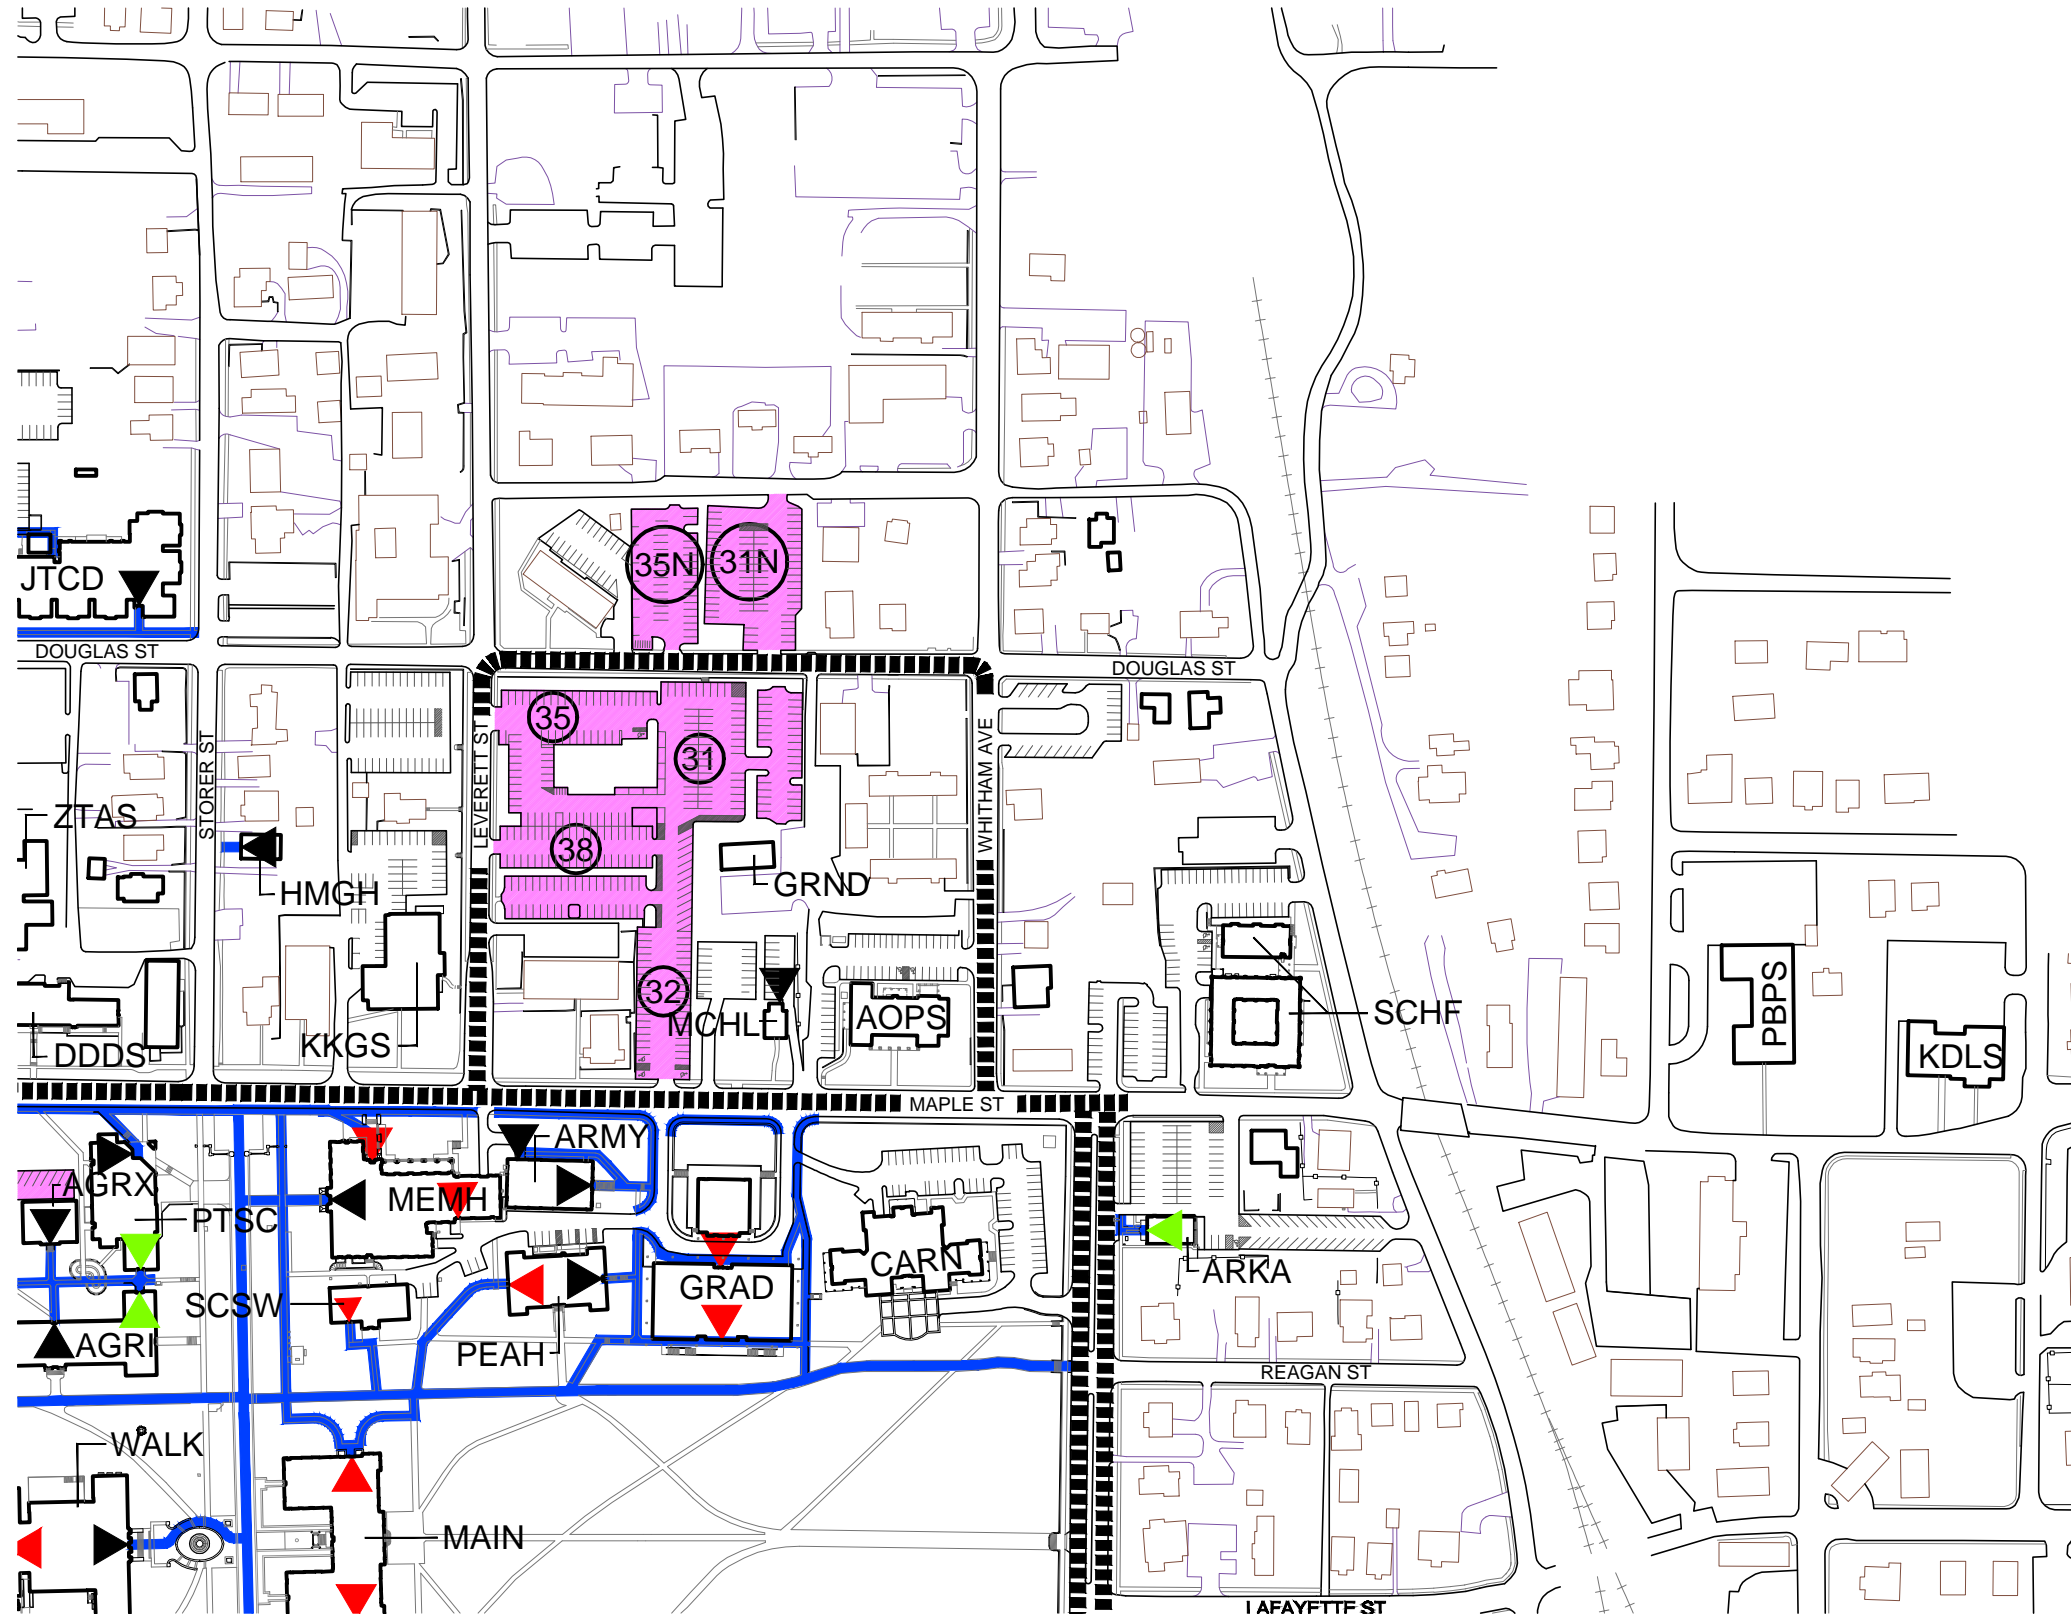 35N
31N
JTCD
DOUGLAS ST
DOUGLAS ST
35
31
LEVERETT ST
STORER ST
WHITHAM AVE
ZTAS
38
HMGH
GRND
32
MCHL
AOPS
SCHF
PBPS
KDLS
DDDS
KKGS
MAPLE ST
ARMY
AGRX
MEMH
PTSC
CARN
ARKA
GRAD
SCSW
AGRI
PEAH
REAGAN ST
WALK
MAIN
LAFAYETTE ST